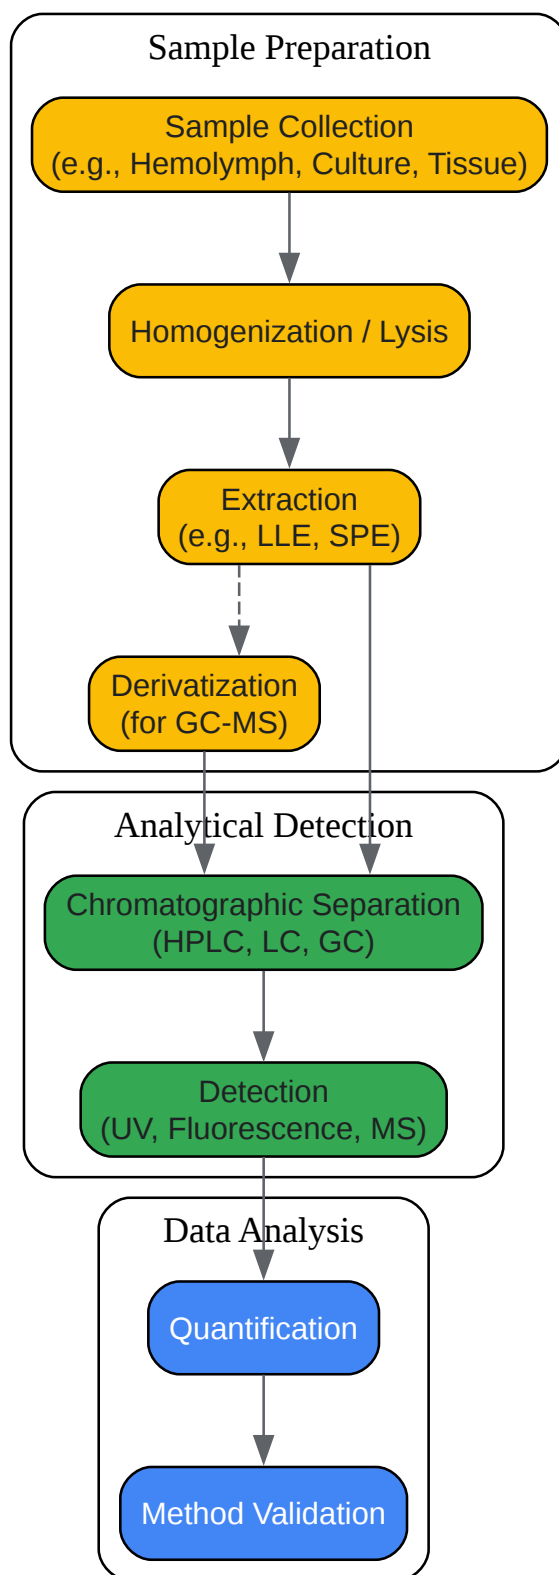 Sample Preparation
Sample Collection
(e.g., Hemolymph, Culture, Tissue)
Homogenization / Lysis
Extraction
(e.g., LLE, SPE)
Derivatization
(for GC-MS)
Analytical Detection
Chromatographic Separation
(HPLC, LC, GC)
Detection
(UV, Fluorescence, MS)
Data Analysis
Quantification
Method Validation